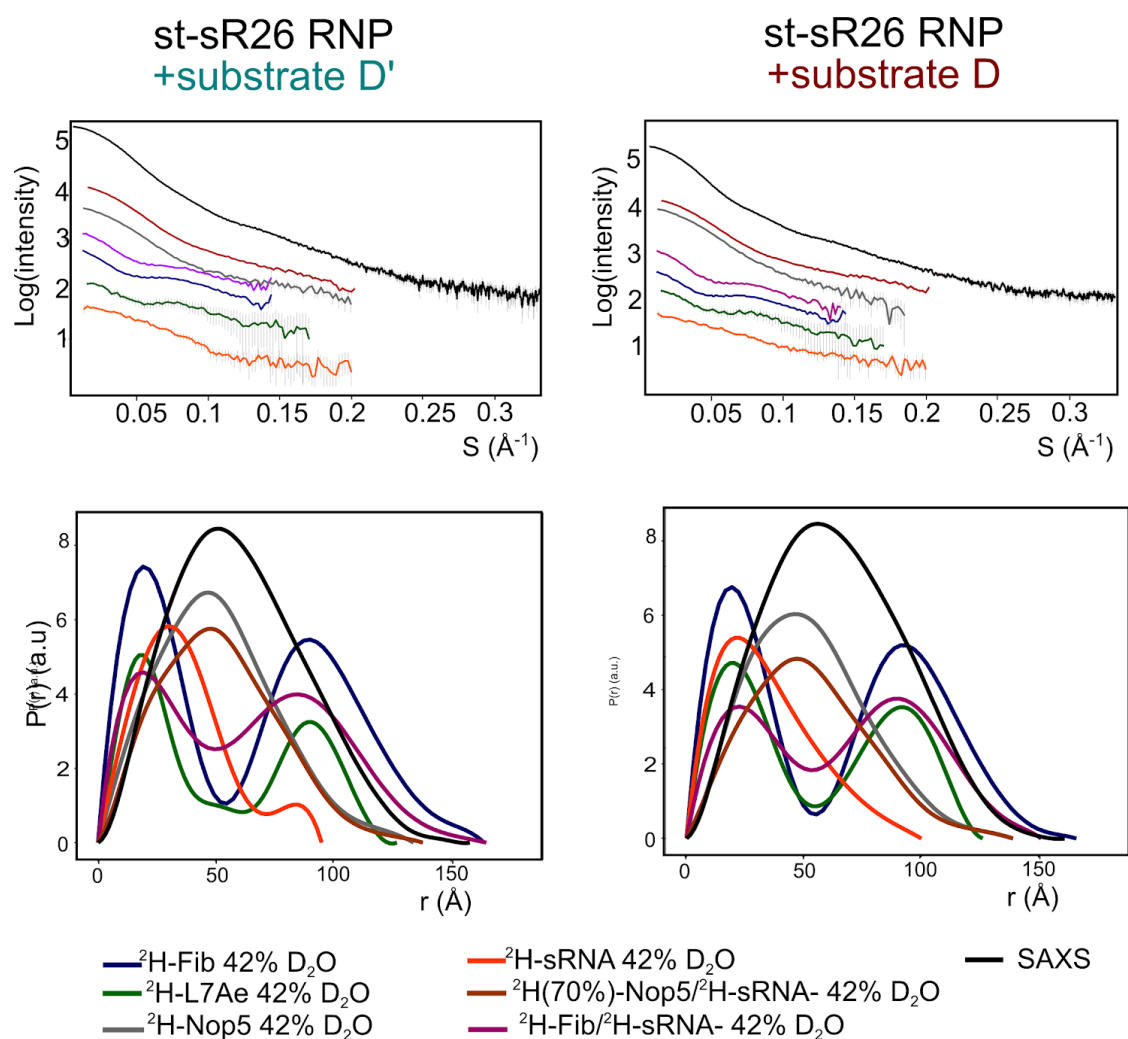 st-sR26 RNP
+substrate D'
st-sR26 RNP
+substrate D
Log(intensity)
5
4
3
2
1
0.05 0.1 0.15 0.2 0.25 0.3
S (Å⁻¹)
Log(intensity)
5
4
3
2
1
0.05 0.1 0.15 0.2 0.25 0.3
S (Å⁻¹)
P(r) (a.u)
8
6
4
2
0
0 50 100 150
r (Å)
P(r) (a.u.)
8
6
4
2
0
0 50 100 150
r (Å)
²H-Fib 42% D₂O
²H-L7Ae 42% D₂O
²H-Nop5 42% D₂O
²H-sRNA 42% D₂O
²H(70%)-Nop5/²H-sRNA- 42% D₂O
²H-Fib/²H-sRNA- 42% D₂O
SAXS